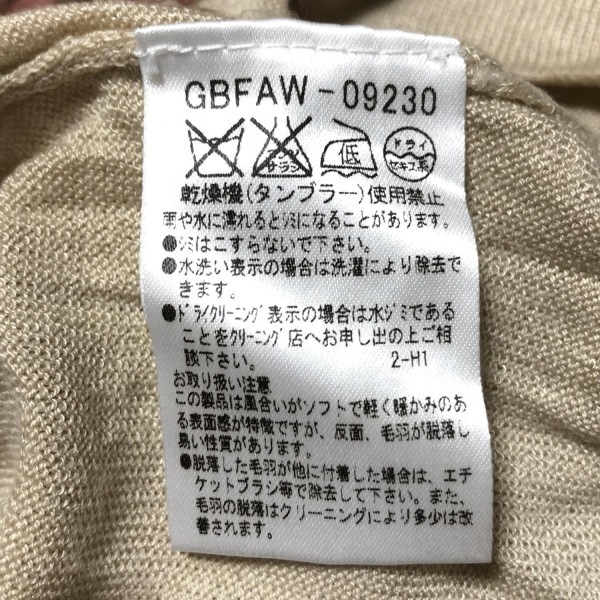 GBFAW-09230
エンソ サラシ 低 ドライ セキユ系
乾燥機(タンブラー)使用禁止
雨や水に濡れるとシミになることがあります。
●シミはこすらないで下さい。
●水洗い表示の場合は洗濯により除去で
きます。
●ドライクリーニング表示の場合は水ジミである
ことをクリーニング店へお申し出の上ご相
談下さい。 2-H1
お取り扱い注意
この製品は風合いがソフトで軽く暖かみのあ
る表面感が特徴ですが、反面、毛羽が脱落し
易い性質があります。
●脱落した毛羽が他に付着した場合は、エチ
ケットブラシ等で除去して下さい。また、
毛羽の脱落はクリーニングにより多少は改
善されます。